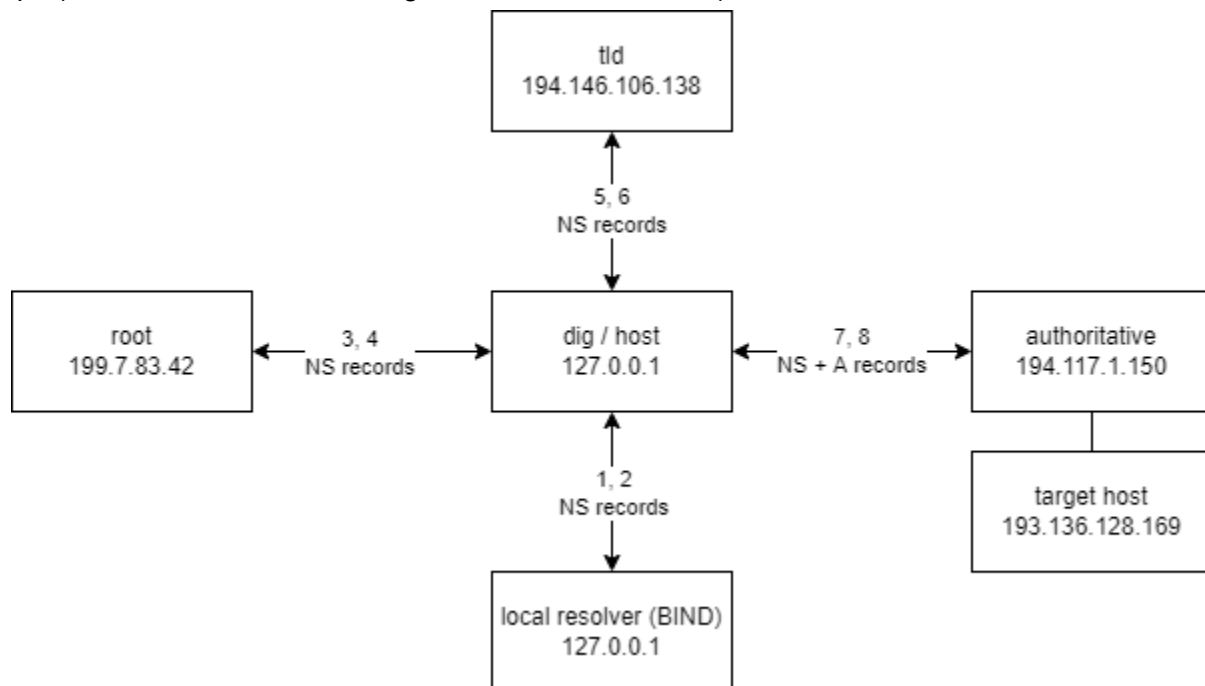 tld
194.146.106.138
5, 6
NS records
root
199.7.83.42
3, 4
NS records
dig / host
127.0.0.1
7, 8
NS + A records
authoritative
194.117.1.150
1, 2
NS records
target host
193.136.128.169
local resolver (BIND)
127.0.0.1